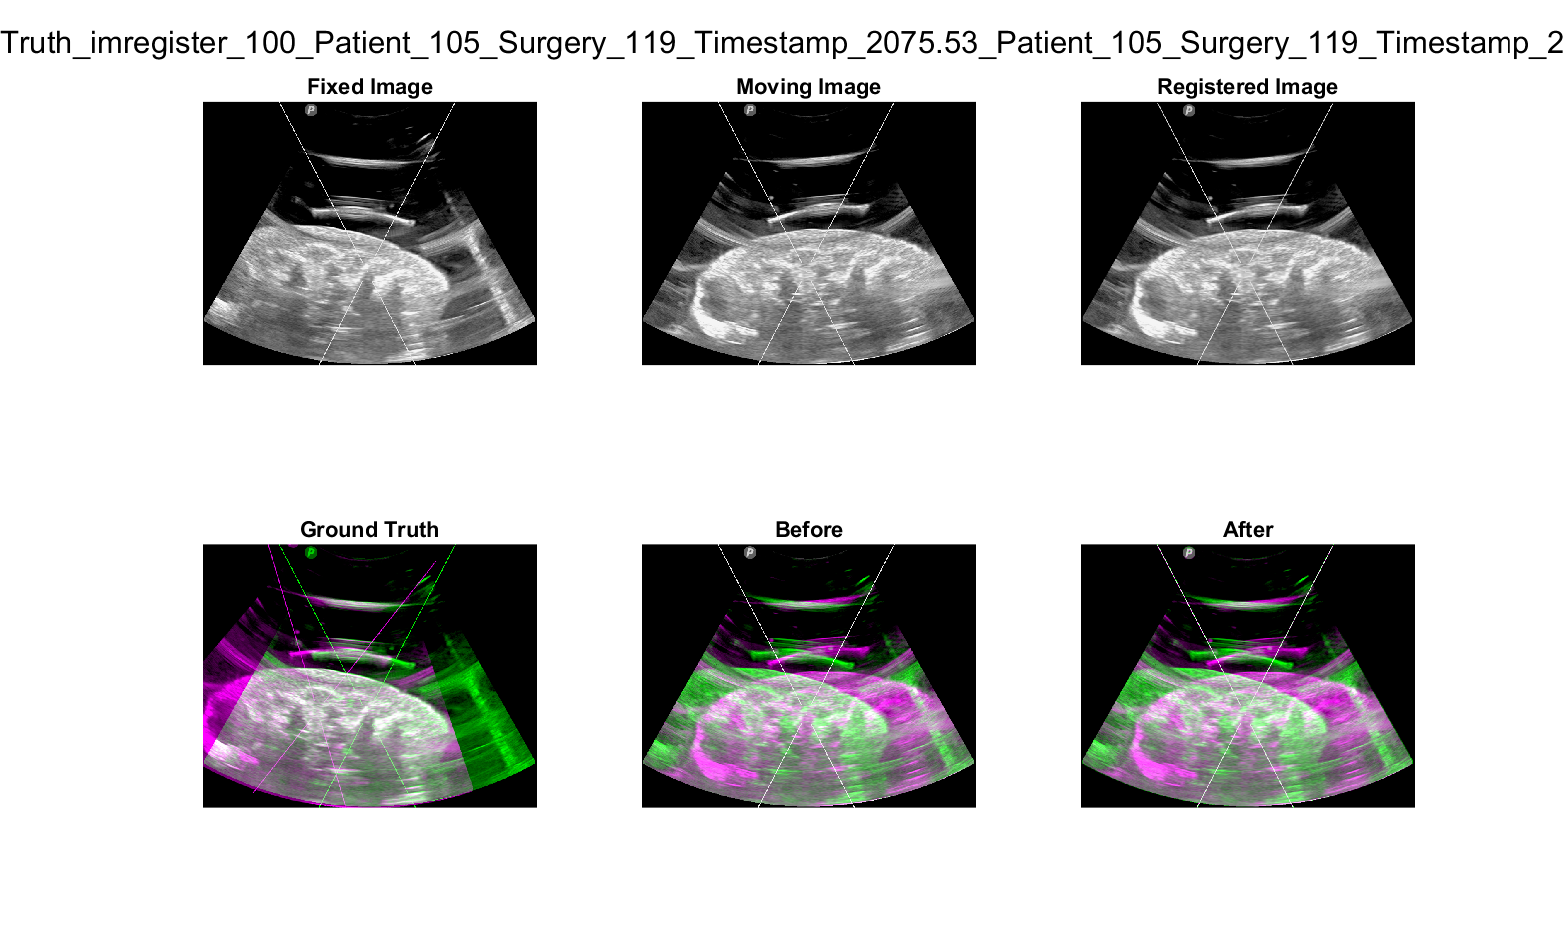 Truth_imregister_100_Patient_105_Surgery_119_Timestamp_2075.53_Patient_105_Surgery_119_Timestamp_2
Fixed Image
Moving Image
Registered Image
P
P
P
Ground Truth
Before
After
P
P
P